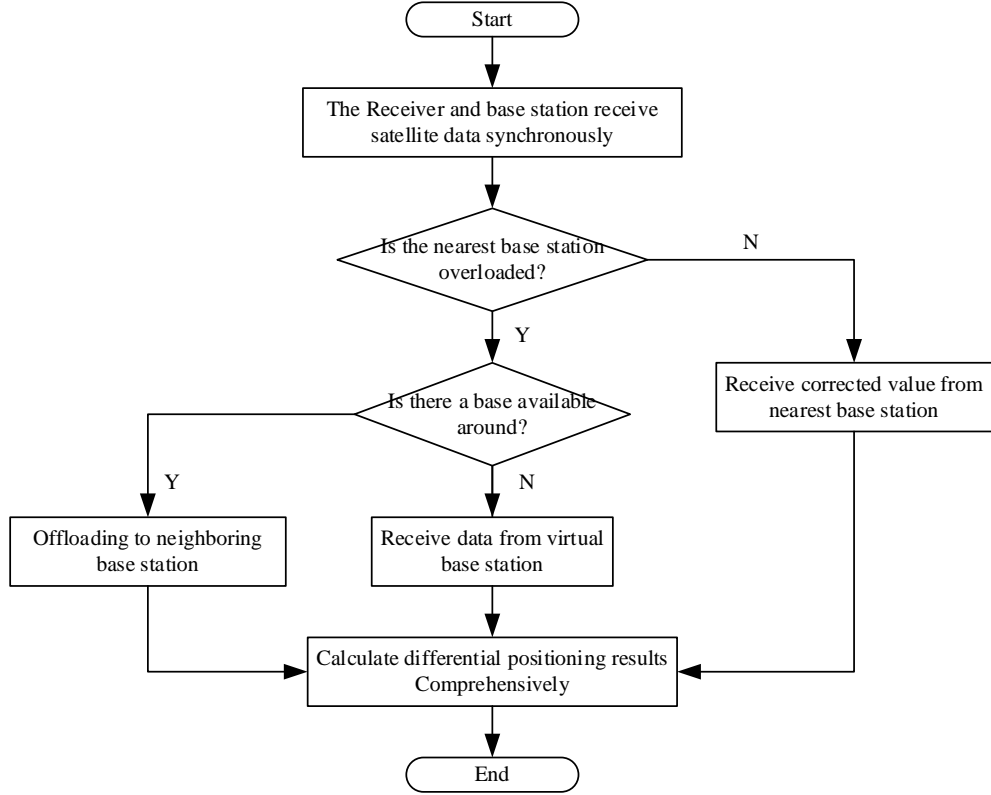 Start
The Receiver and base station receive
satellite data synchronously
Is the nearest base station
overloaded?
N
Y
Is there a base available
around?
Receive corrected value from
nearest base station
Y
N
Offloading to neighboring
base station
Receive data from virtual
base station
Calculate differential positioning results
Comprehensively
End